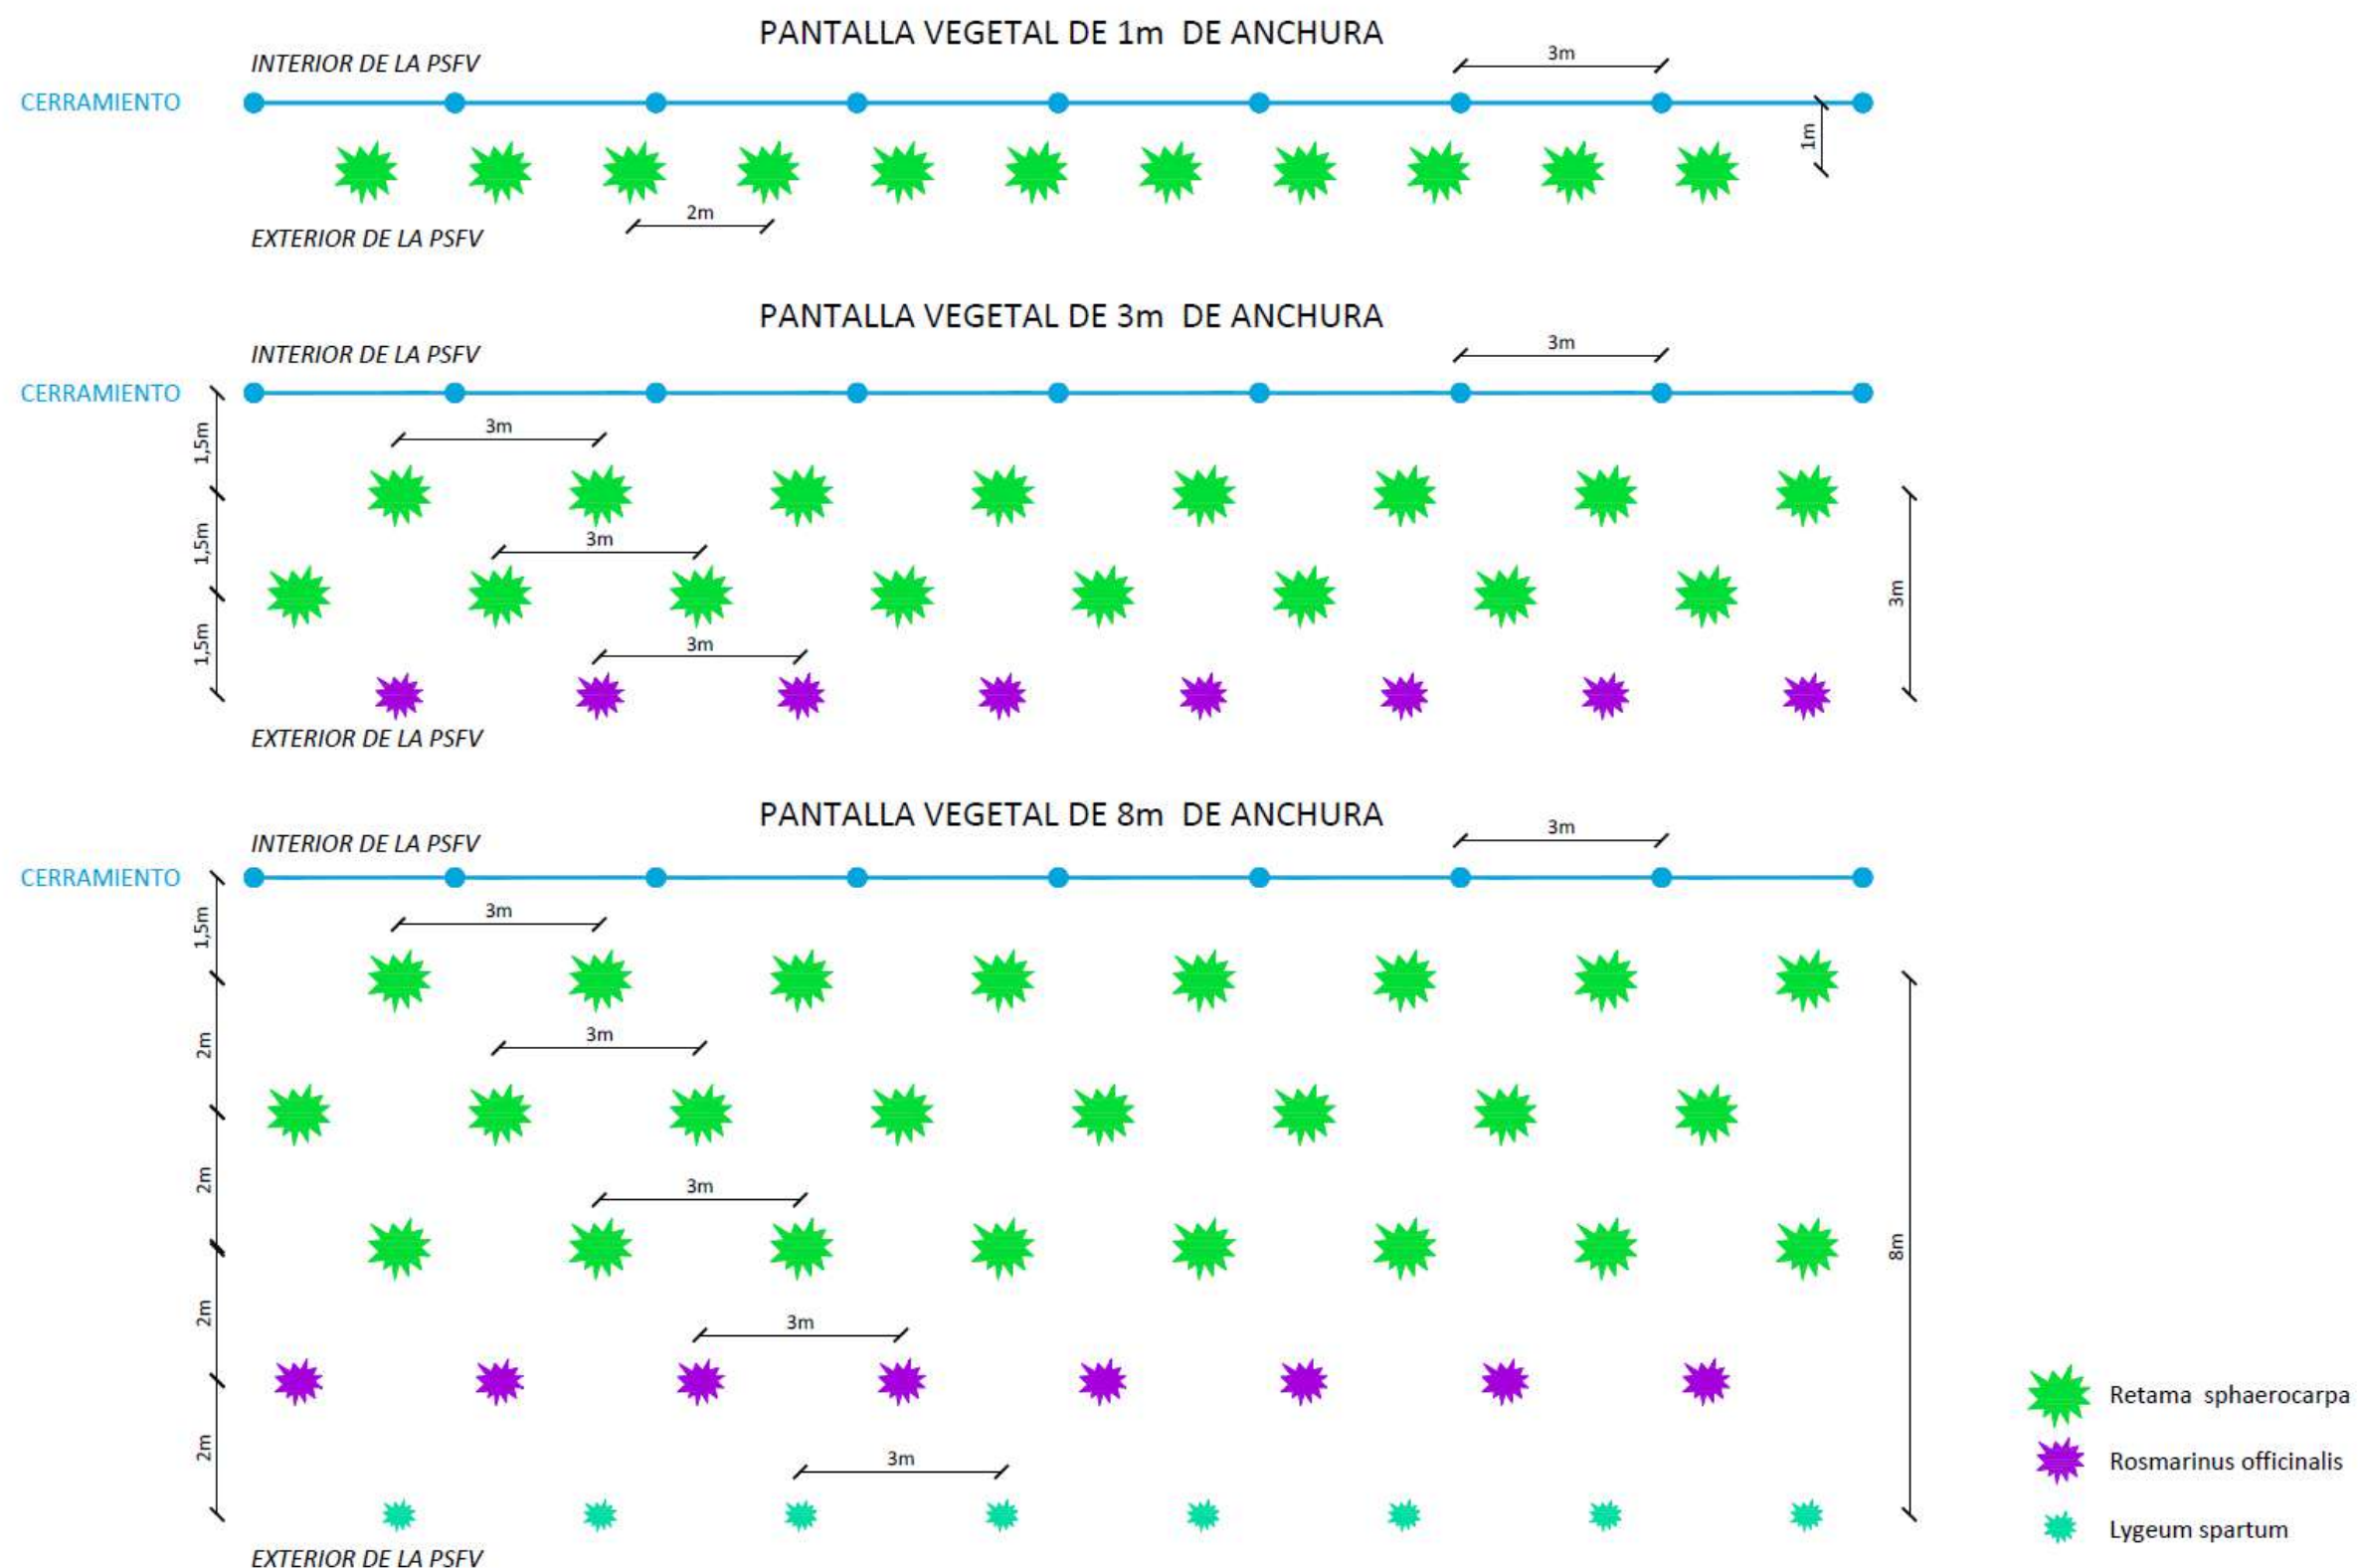 PANTALLA VEGETAL DE 1m DE ANCHURA
INTERIOR DE LA PSFV
3m
CERRAMIENTO
1m
2m
EXTERIOR DE LA PSFV
PANTALLA VEGETAL DE 3m DE ANCHURA
INTERIOR DE LA PSFV
3m
CERRAMIENTO
1,5m
3m
1,5m
3m
3m
1,5m
3m
EXTERIOR DE LA PSFV
PANTALLA VEGETAL DE 8m DE ANCHURA
INTERIOR DE LA PSFV
3m
CERRAMIENTO
1,5m
3m
2m
3m
2m
3m
8m
2m
3m
2m
3m
EXTERIOR DE LA PSFV
Retama sphaerocarpa
Rosmarinus officinalis
Lygeum spartum